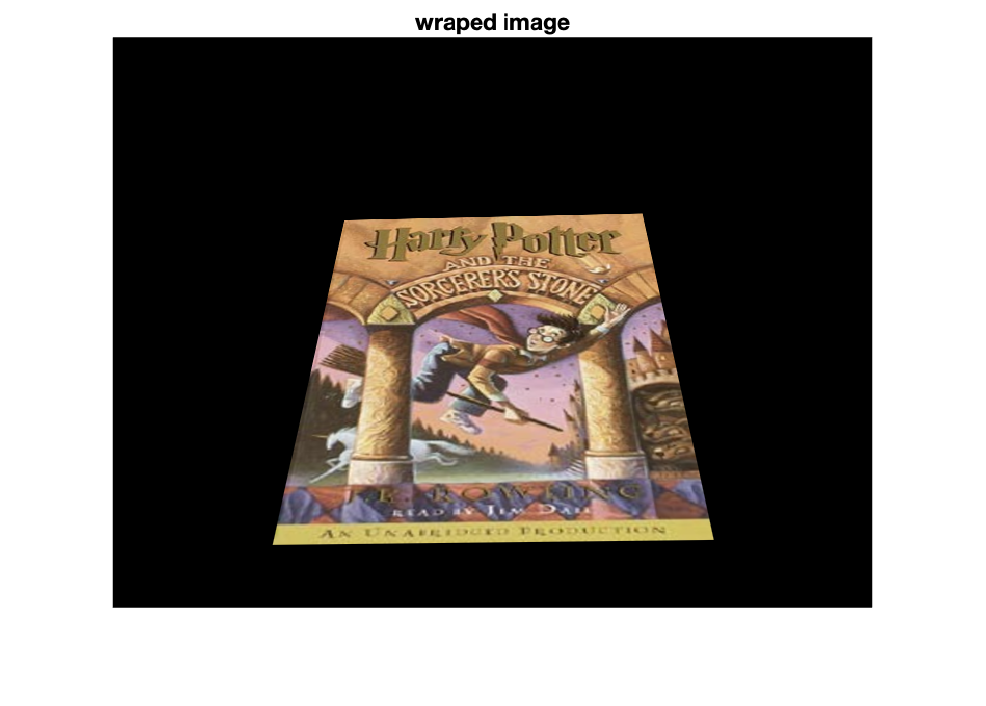 wraped image
Harry Potter
AND THE
SORCERER'S STONE
J.K. ROWLING
READ BY JIM DALE
AN UNABRIDGED PRODUCTION